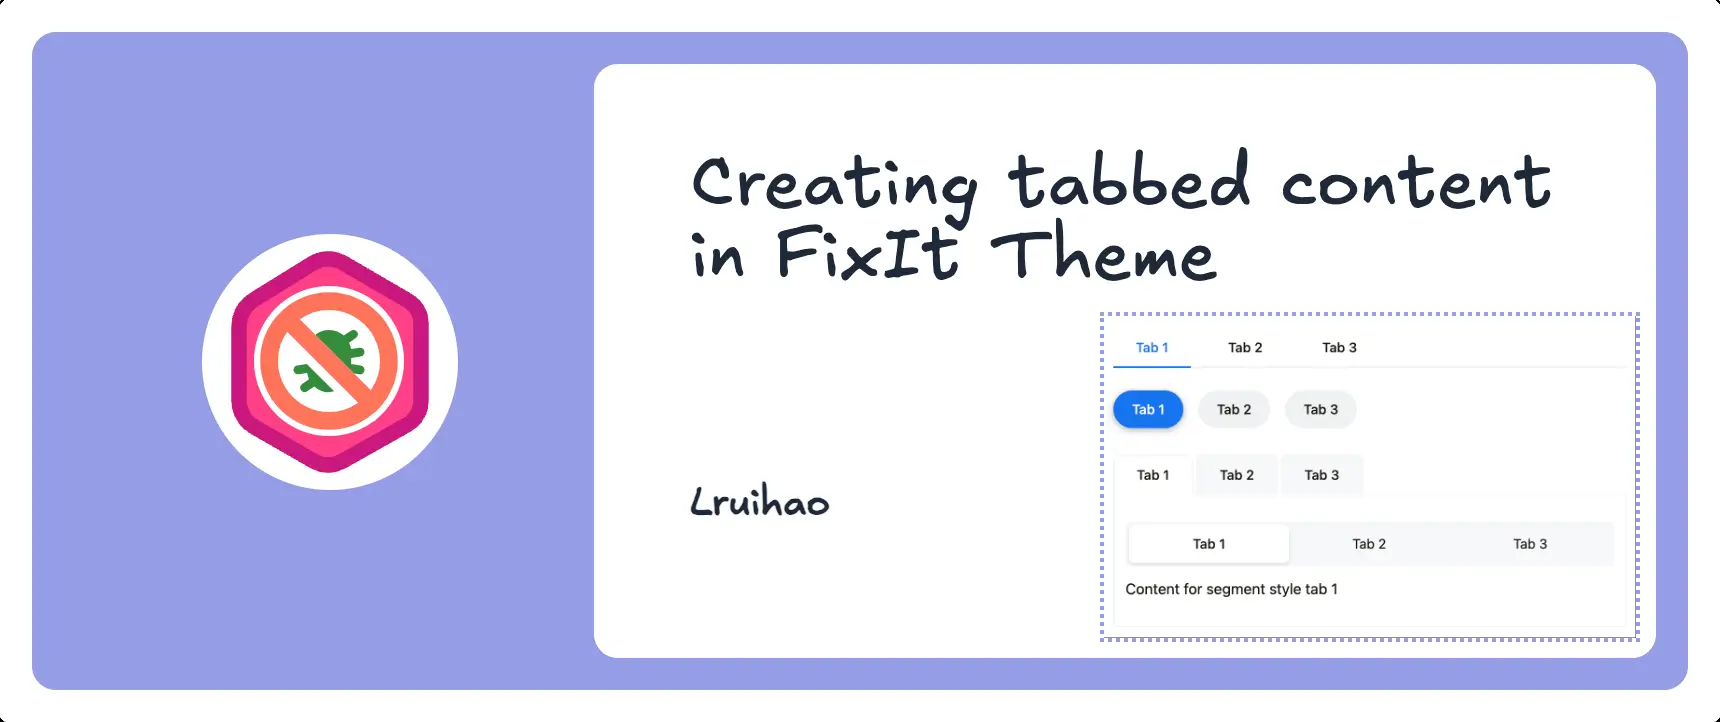 Creating tabbed content
in FixIt Theme
Lruihao
Tab 1 Tab 2 Tab 3
Tab 1 Tab 2 Tab 3
Tab 1 Tab 2 Tab 3
Tab 1 Tab 2 Tab 3
Content for segment style tab 1